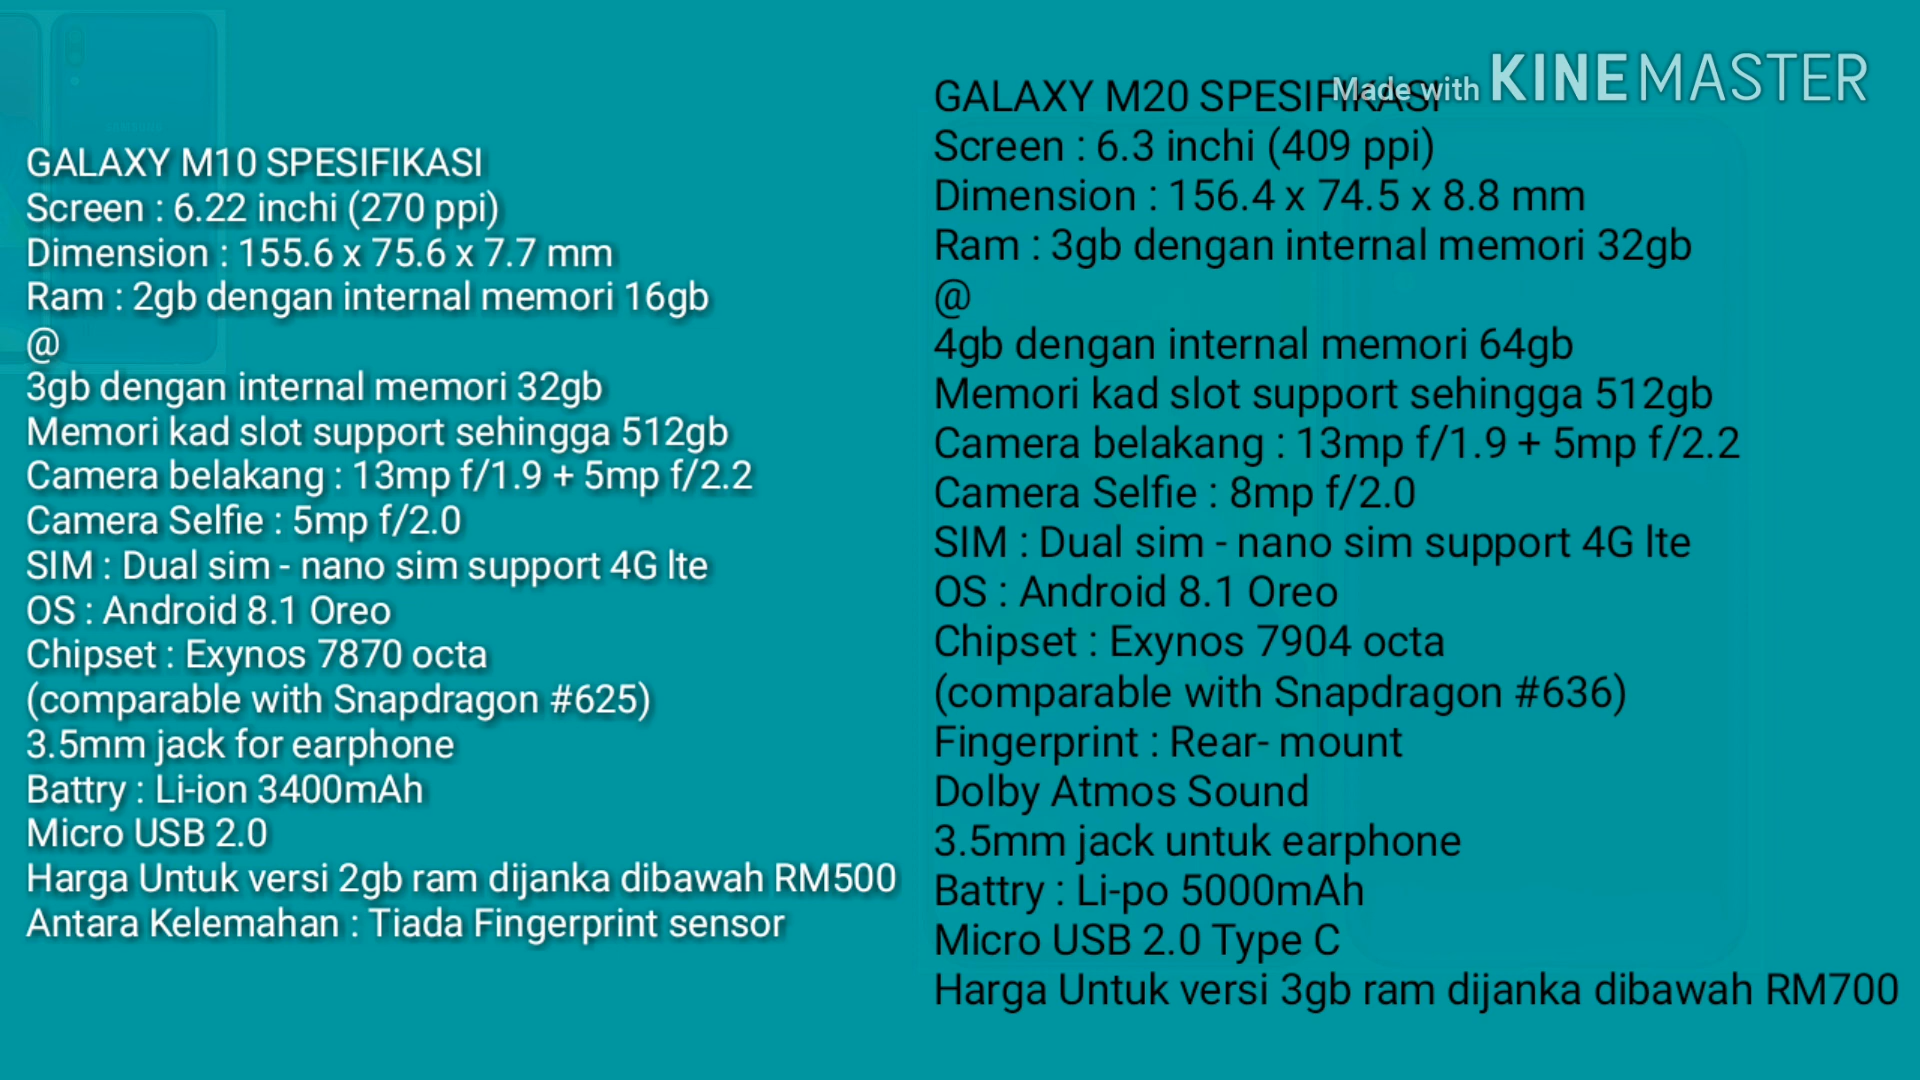 GALAXY M10 SPESIFIKASI
Screen : 6.22 inchi (270 ppi)
Dimension : 155.6 x 75.6 x 7.7 mm
Ram : 2gb dengan internal memori 16gb
@
3gb dengan internal memori 32gb
Memori kad slot support sehingga 512gb
Camera belakang : 13mp f/1.9 + 5mp f/2.2
Camera Selfie : 5mp f/2.0
SIM : Dual sim - nano sim support 4G lte
OS : Android 8.1 Oreo
Chipset : Exynos 7870 octa
(comparable with Snapdragon #625)
3.5mm jack for earphone
Battry : Li-ion 3400mAh
Micro USB 2.0
Harga Untuk versi 2gb ram dijanka dibawah RM500
Antara Kelemahan : Tiada Fingerprint sensor
Made with KINEMASTER
GALAXY M20 SPESIFIKASI
Screen : 6.3 inchi (409 ppi)
Dimension : 156.4 x 74.5 x 8.8 mm
Ram : 3gb dengan internal memori 32gb
@
4gb dengan internal memori 64gb
Memori kad slot support sehingga 512gb
Camera belakang : 13mp f/1.9 + 5mp f/2.2
Camera Selfie : 8mp f/2.0
SIM : Dual sim - nano sim support 4G lte
OS : Android 8.1 Oreo
Chipset : Exynos 7904 octa
(comparable with Snapdragon #636)
Fingerprint : Rear- mount
Dolby Atmos Sound
3.5mm jack untuk earphone
Battry : Li-po 5000mAh
Micro USB 2.0 Type C
Harga Untuk versi 3gb ram dijanka dibawah RM700